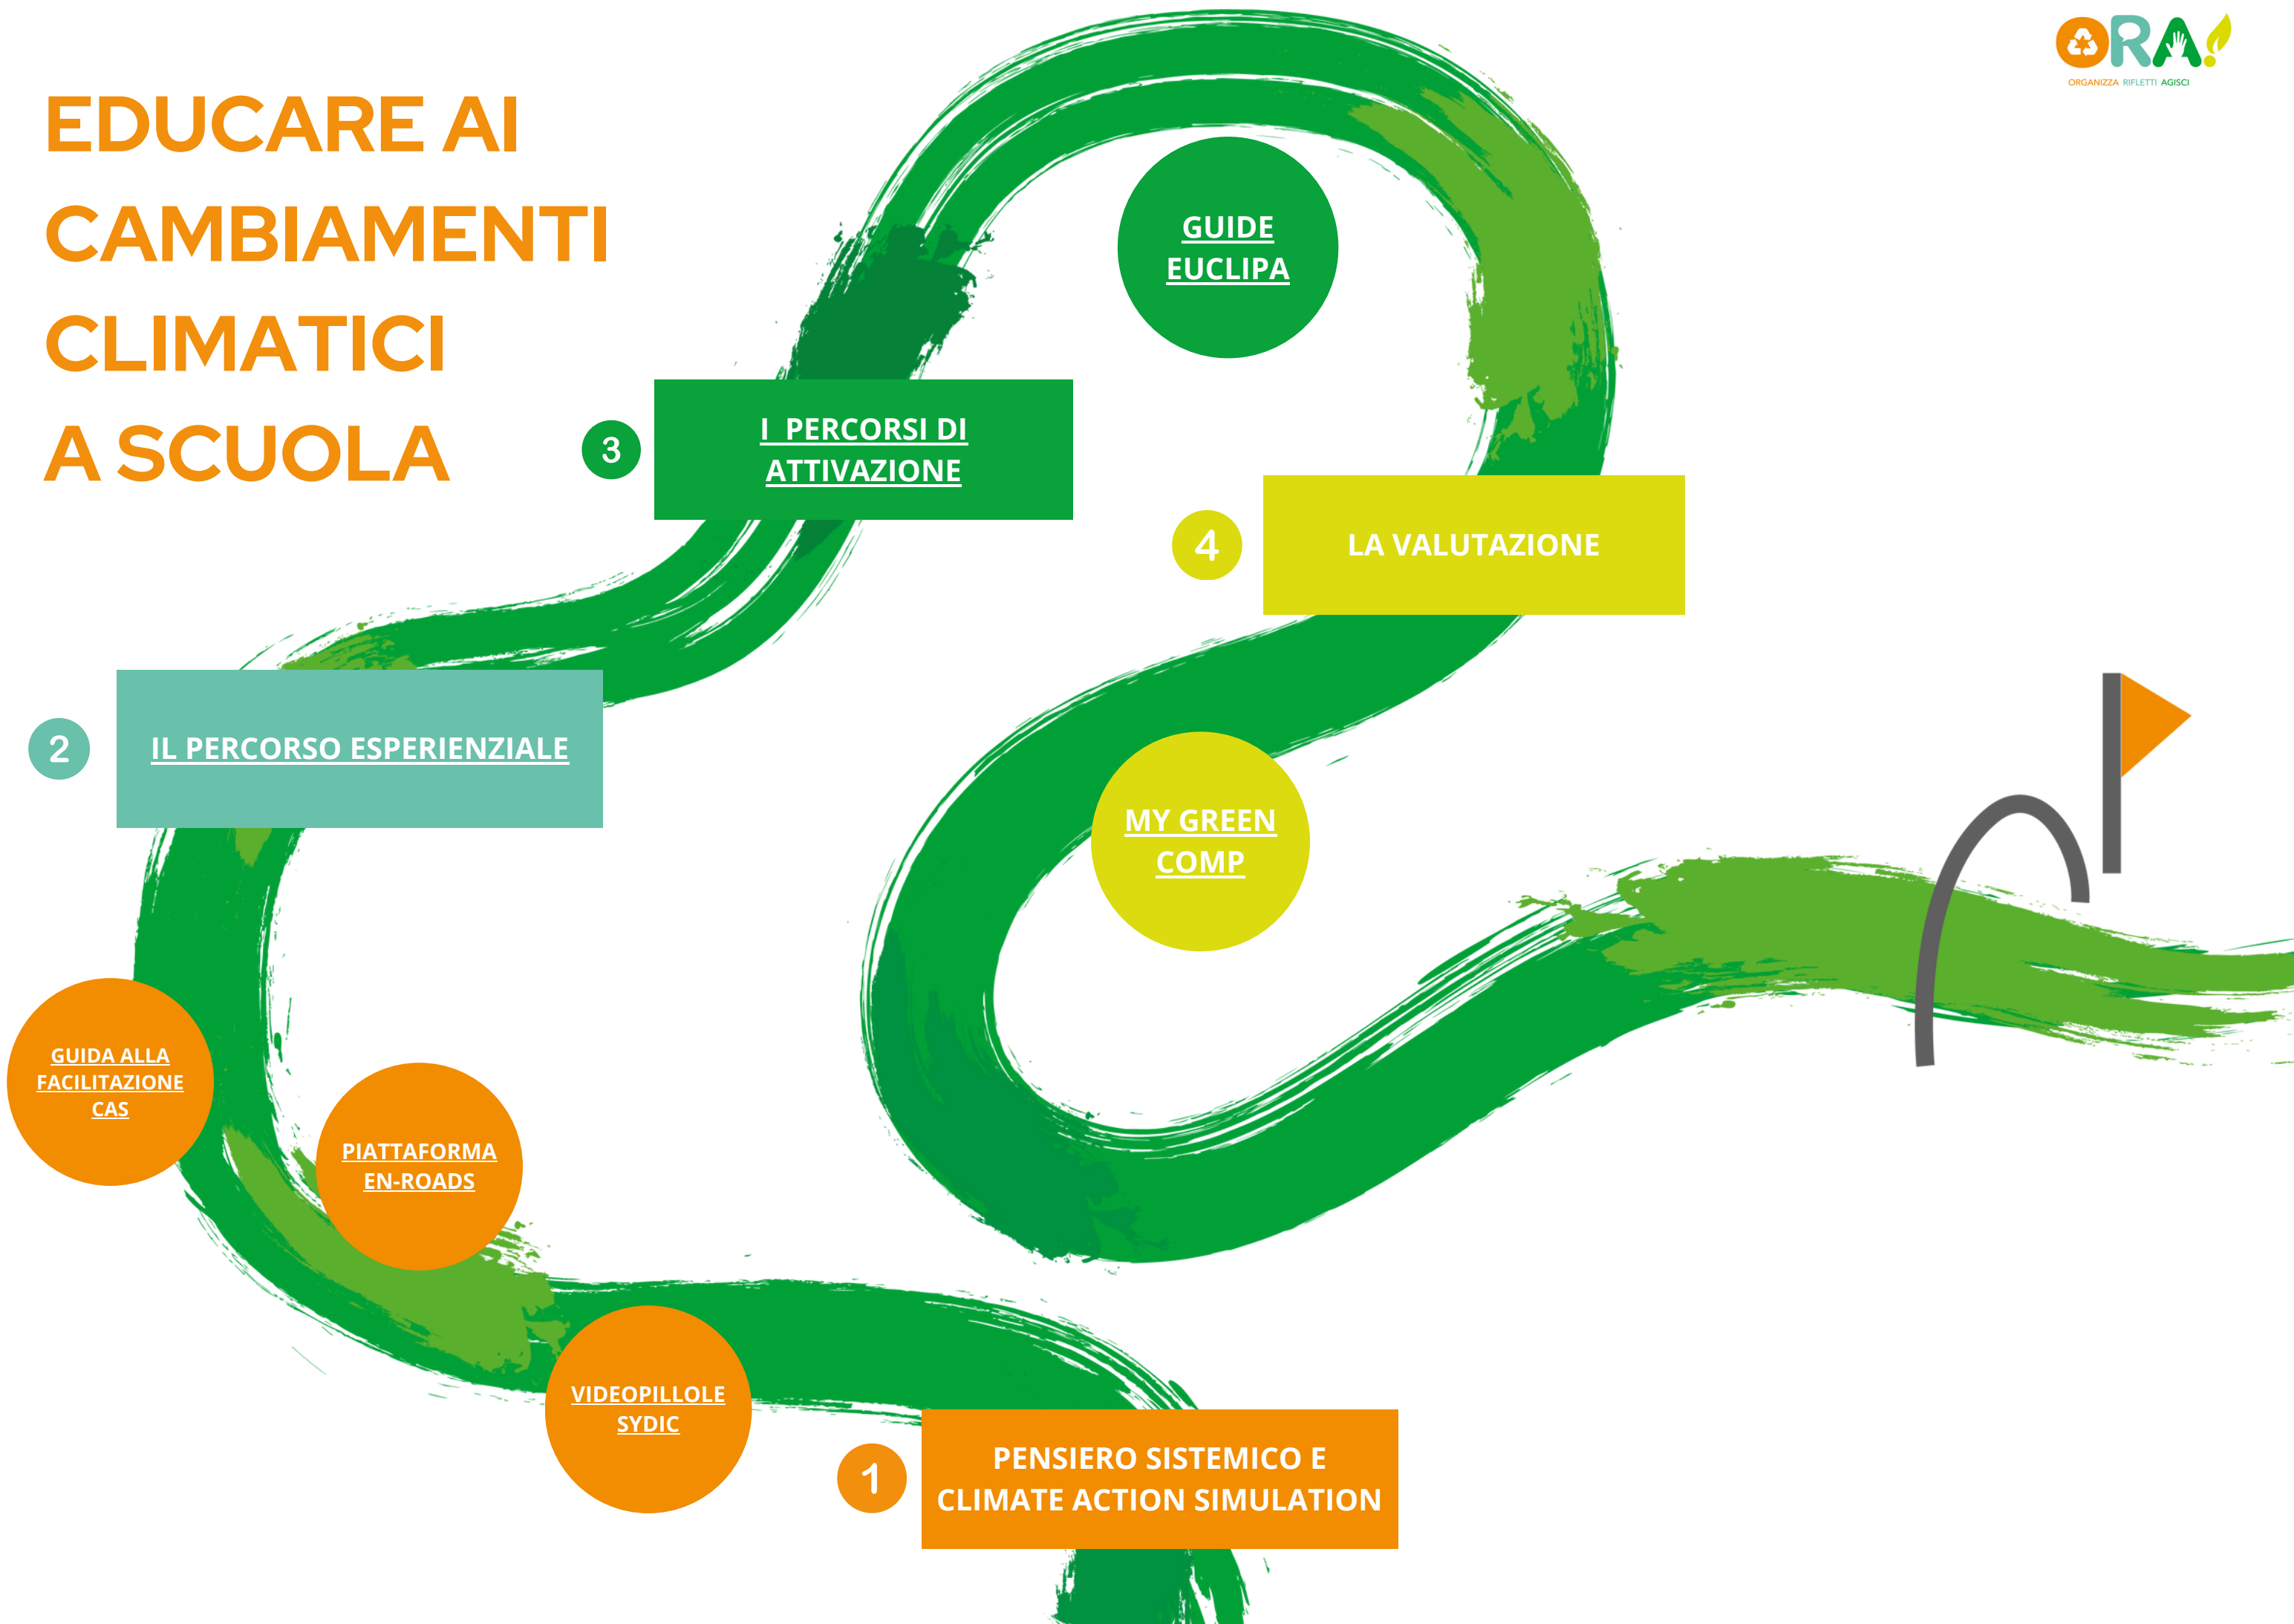 ORA!
ORGANIZZA RIFLETTI AGISCI
EDUCARE AI
CAMBIAMENTI
CLIMATICI
A SCUOLA
GUIDE
EUCLIPA
3
I PERCORSI DI
ATTIVAZIONE
4
LA VALUTAZIONE
2
IL PERCORSO ESPERIENZIALE
MY GREEN
COMP
GUIDA ALLA
FACILITAZIONE
CAS
PIATTAFORMA
EN-ROADS
VIDEOPILLOLE
SYDIC
1
PENSIERO SISTEMICO E
CLIMATE ACTION SIMULATION